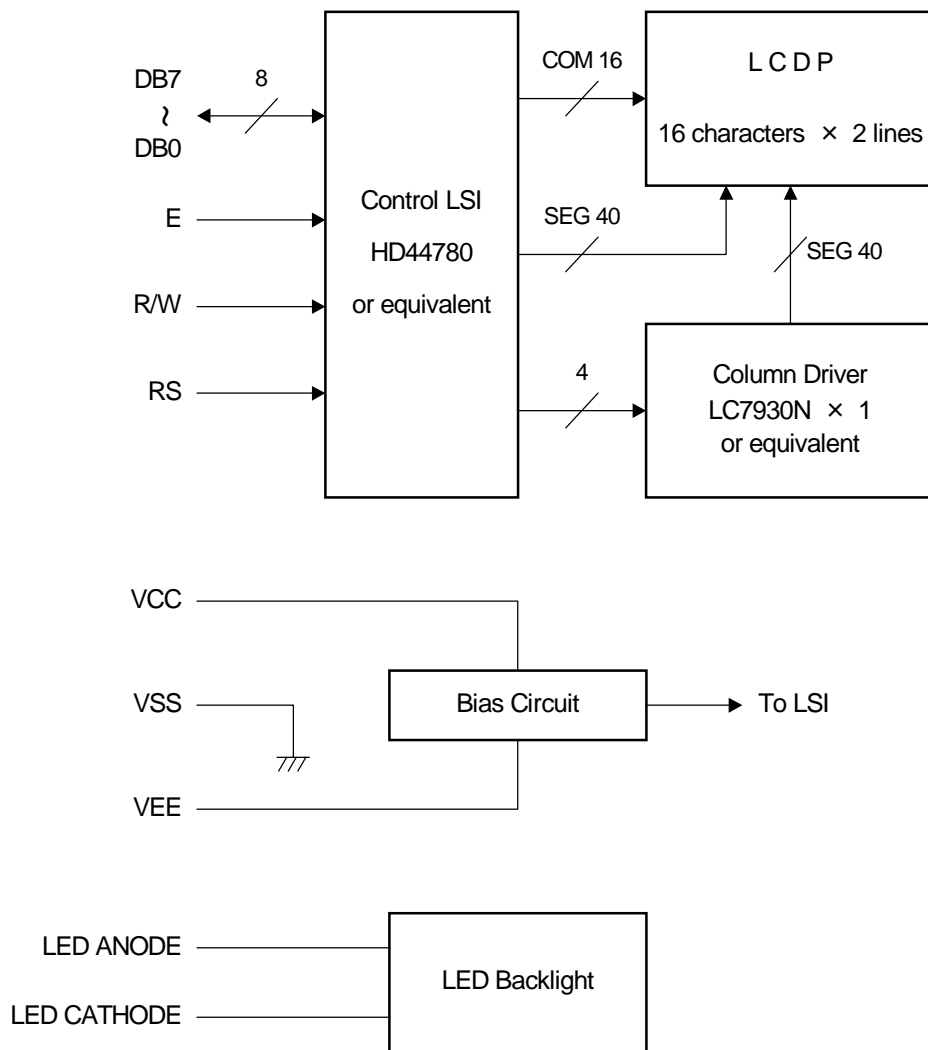 DB7
~
DB0
8
E
R/W
RS
Control LSI
HD44780
or equivalent
COM 16
SEG 40
4
L C D P
16 characters × 2 lines
SEG 40
Column Driver
LC7930N × 1
or equivalent
VCC
VSS
VEE
Bias Circuit
To LSI
LED ANODE
LED CATHODE
LED Backlight